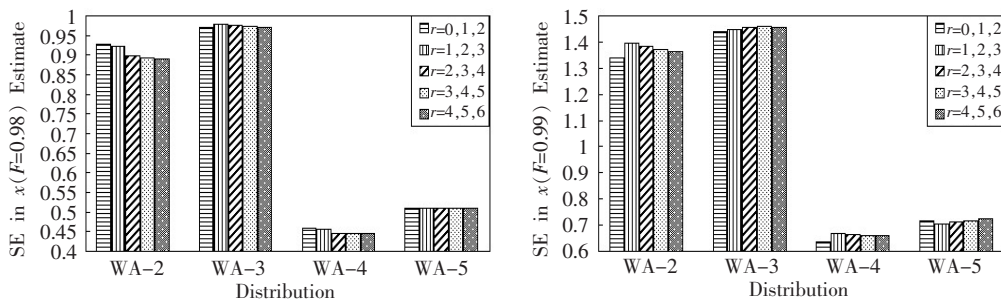 SE in x(F=0.98) Estimate
1
0.95
0.9
0.85
0.8
0.75
0.7
0.65
0.6
0.55
0.5
0.45
0.4
r=0,1,2
r=1,2,3
r=2,3,4
r=3,4,5
r=4,5,6
WA-2 WA-3 WA-4 WA-5
Distribution
SE in x(F=0.99) Estimate
1.5
1.4
1.3
1.2
1.1
1
0.9
0.8
0.7
0.6
r=0,1,2
r=1,2,3
r=2,3,4
r=3,4,5
r=4,5,6
WA-2 WA-3 WA-4 WA-5
Distribution